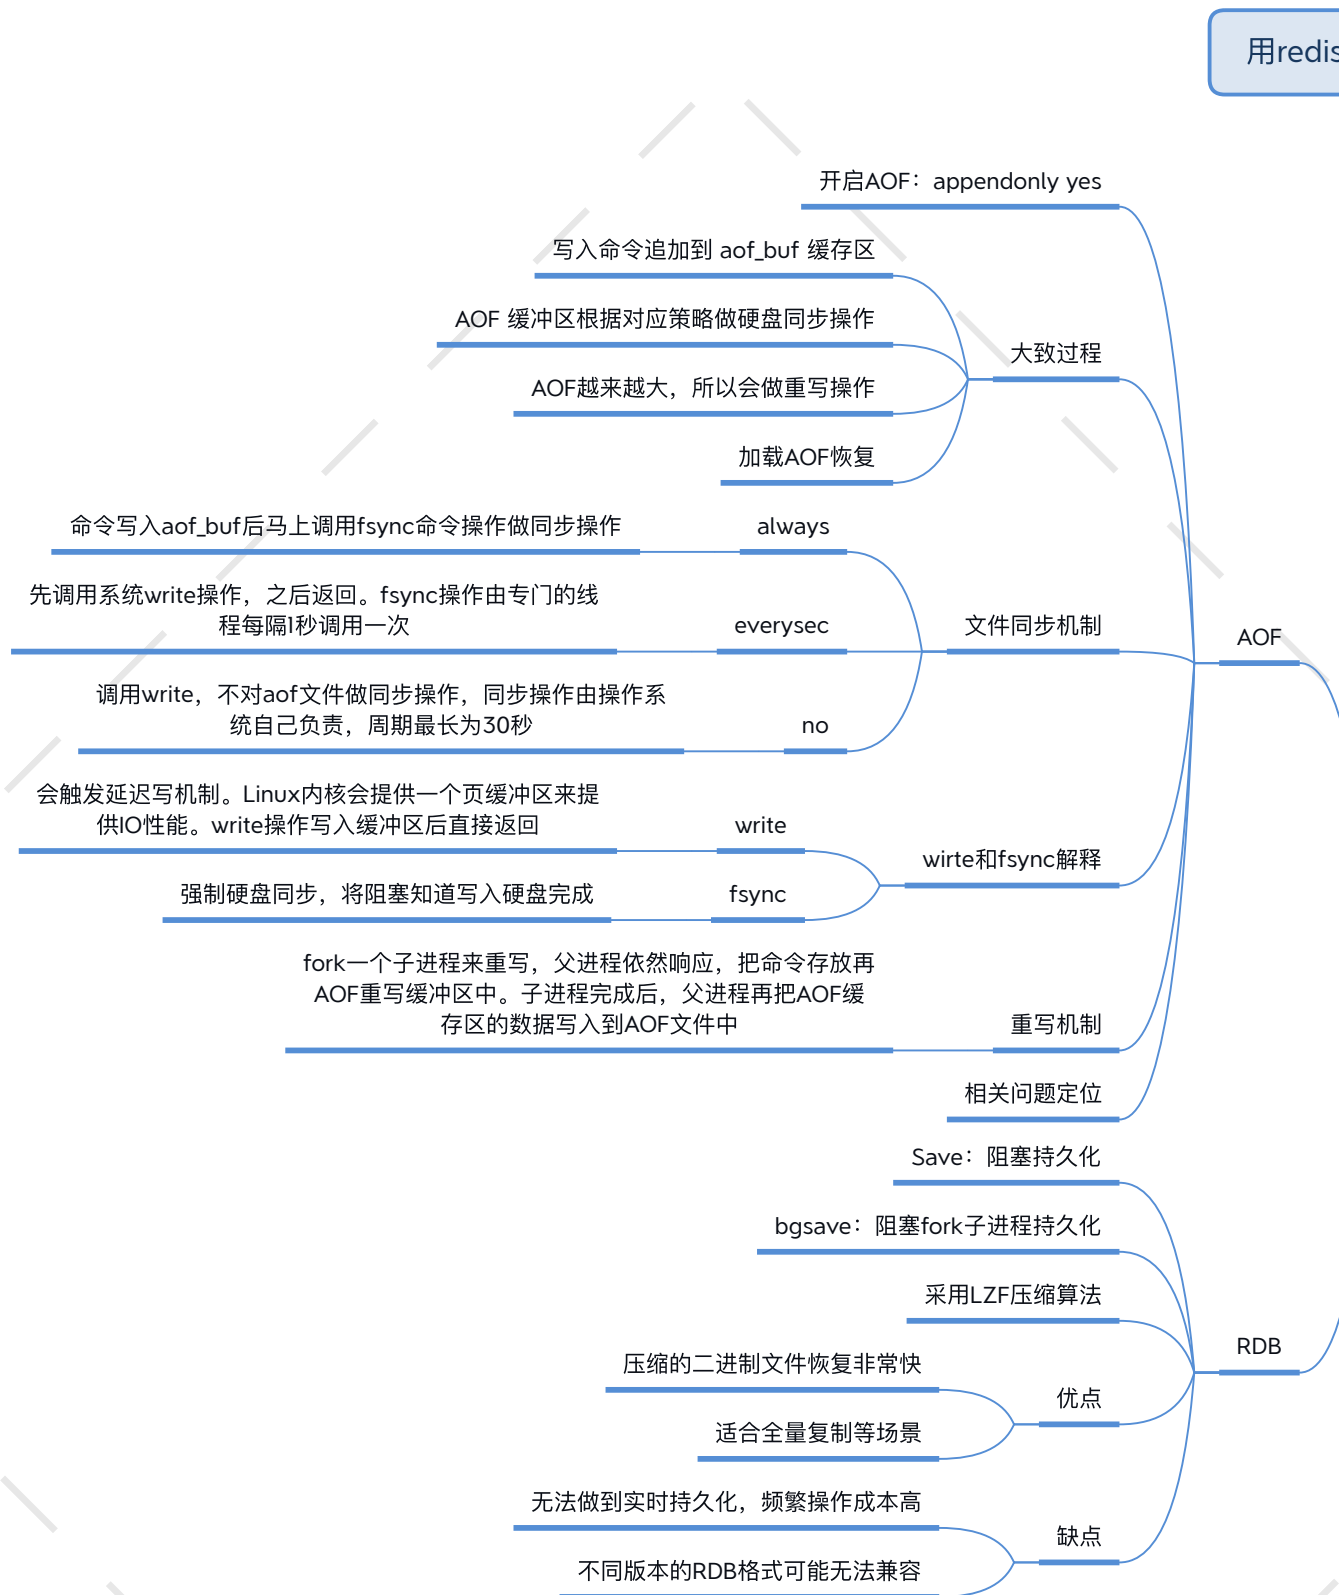 用redis
开启AOF：appendonly yes
写入命令追加到 aof_buf 缓存区
AOF 缓冲区根据对应策略做硬盘同步操作
大致过程
AOF越来越大，所以会做重写操作
加载AOF恢复
命令写入aof_buf后马上调用fsync命令操作做同步操作
always
先调用系统write操作，之后返回。fsync操作由专门的线
程每隔1秒调用一次
everysec
文件同步机制
AOF
调用write，不对aof文件做同步操作，同步操作由操作系
统自己负责，周期最长为30秒
no
会触发延迟写机制。Linux内核会提供一个页缓冲区来提
供IO性能。write操作写入缓冲区后直接返回
write
wirte和fsync解释
强制硬盘同步，将阻塞知道写入硬盘完成
fsync
fork一个子进程来重写，父进程依然响应，把命令存放再
AOF重写缓冲区中。子进程完成后，父进程再把AOF缓
存区的数据写入到AOF文件中
重写机制
相关问题定位
Save：阻塞持久化
bgsave：阻塞fork子进程持久化
采用LZF压缩算法
RDB
压缩的二进制文件恢复非常快
优点
适合全量复制等场景
无法做到实时持久化，频繁操作成本高
缺点
不同版本的RDB格式可能无法兼容